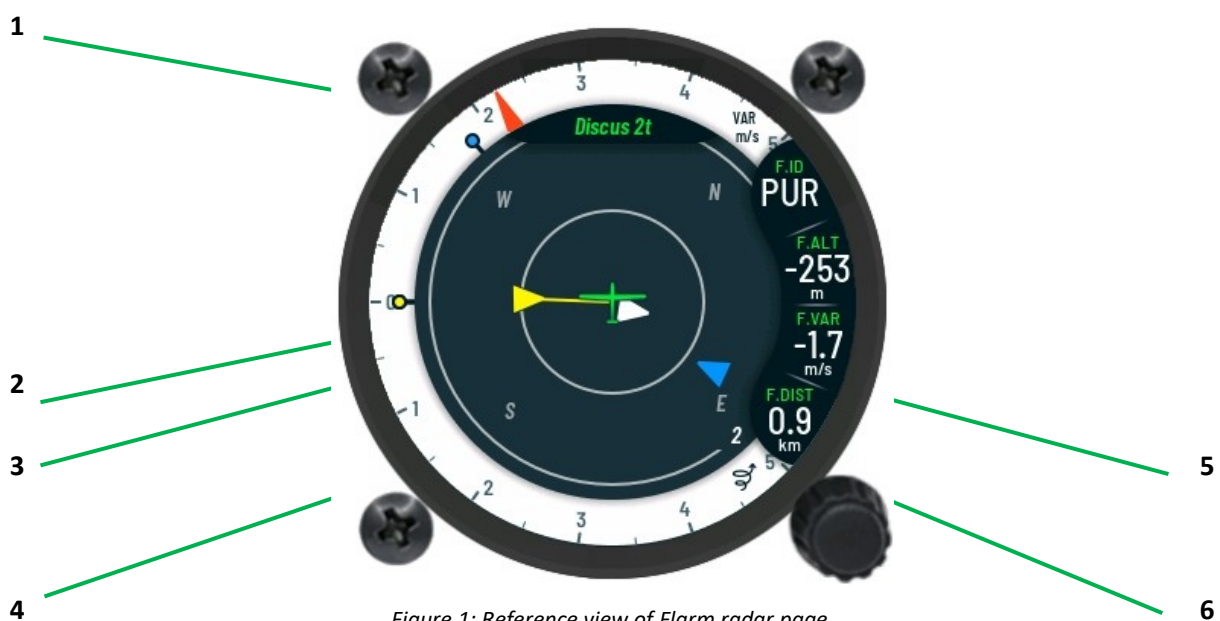 1
3
4
2
VAR
m/s
5
Discus 2t
F.ID
PUR
W
N
1
F.ALT
-253
m
0
F.VAR
-1.7
m/s
2
1
S
E
F.DIST
0.9
km
3
2
5
5
2
3
4
4
Figure 1: Reference view of Flarm radar page
6